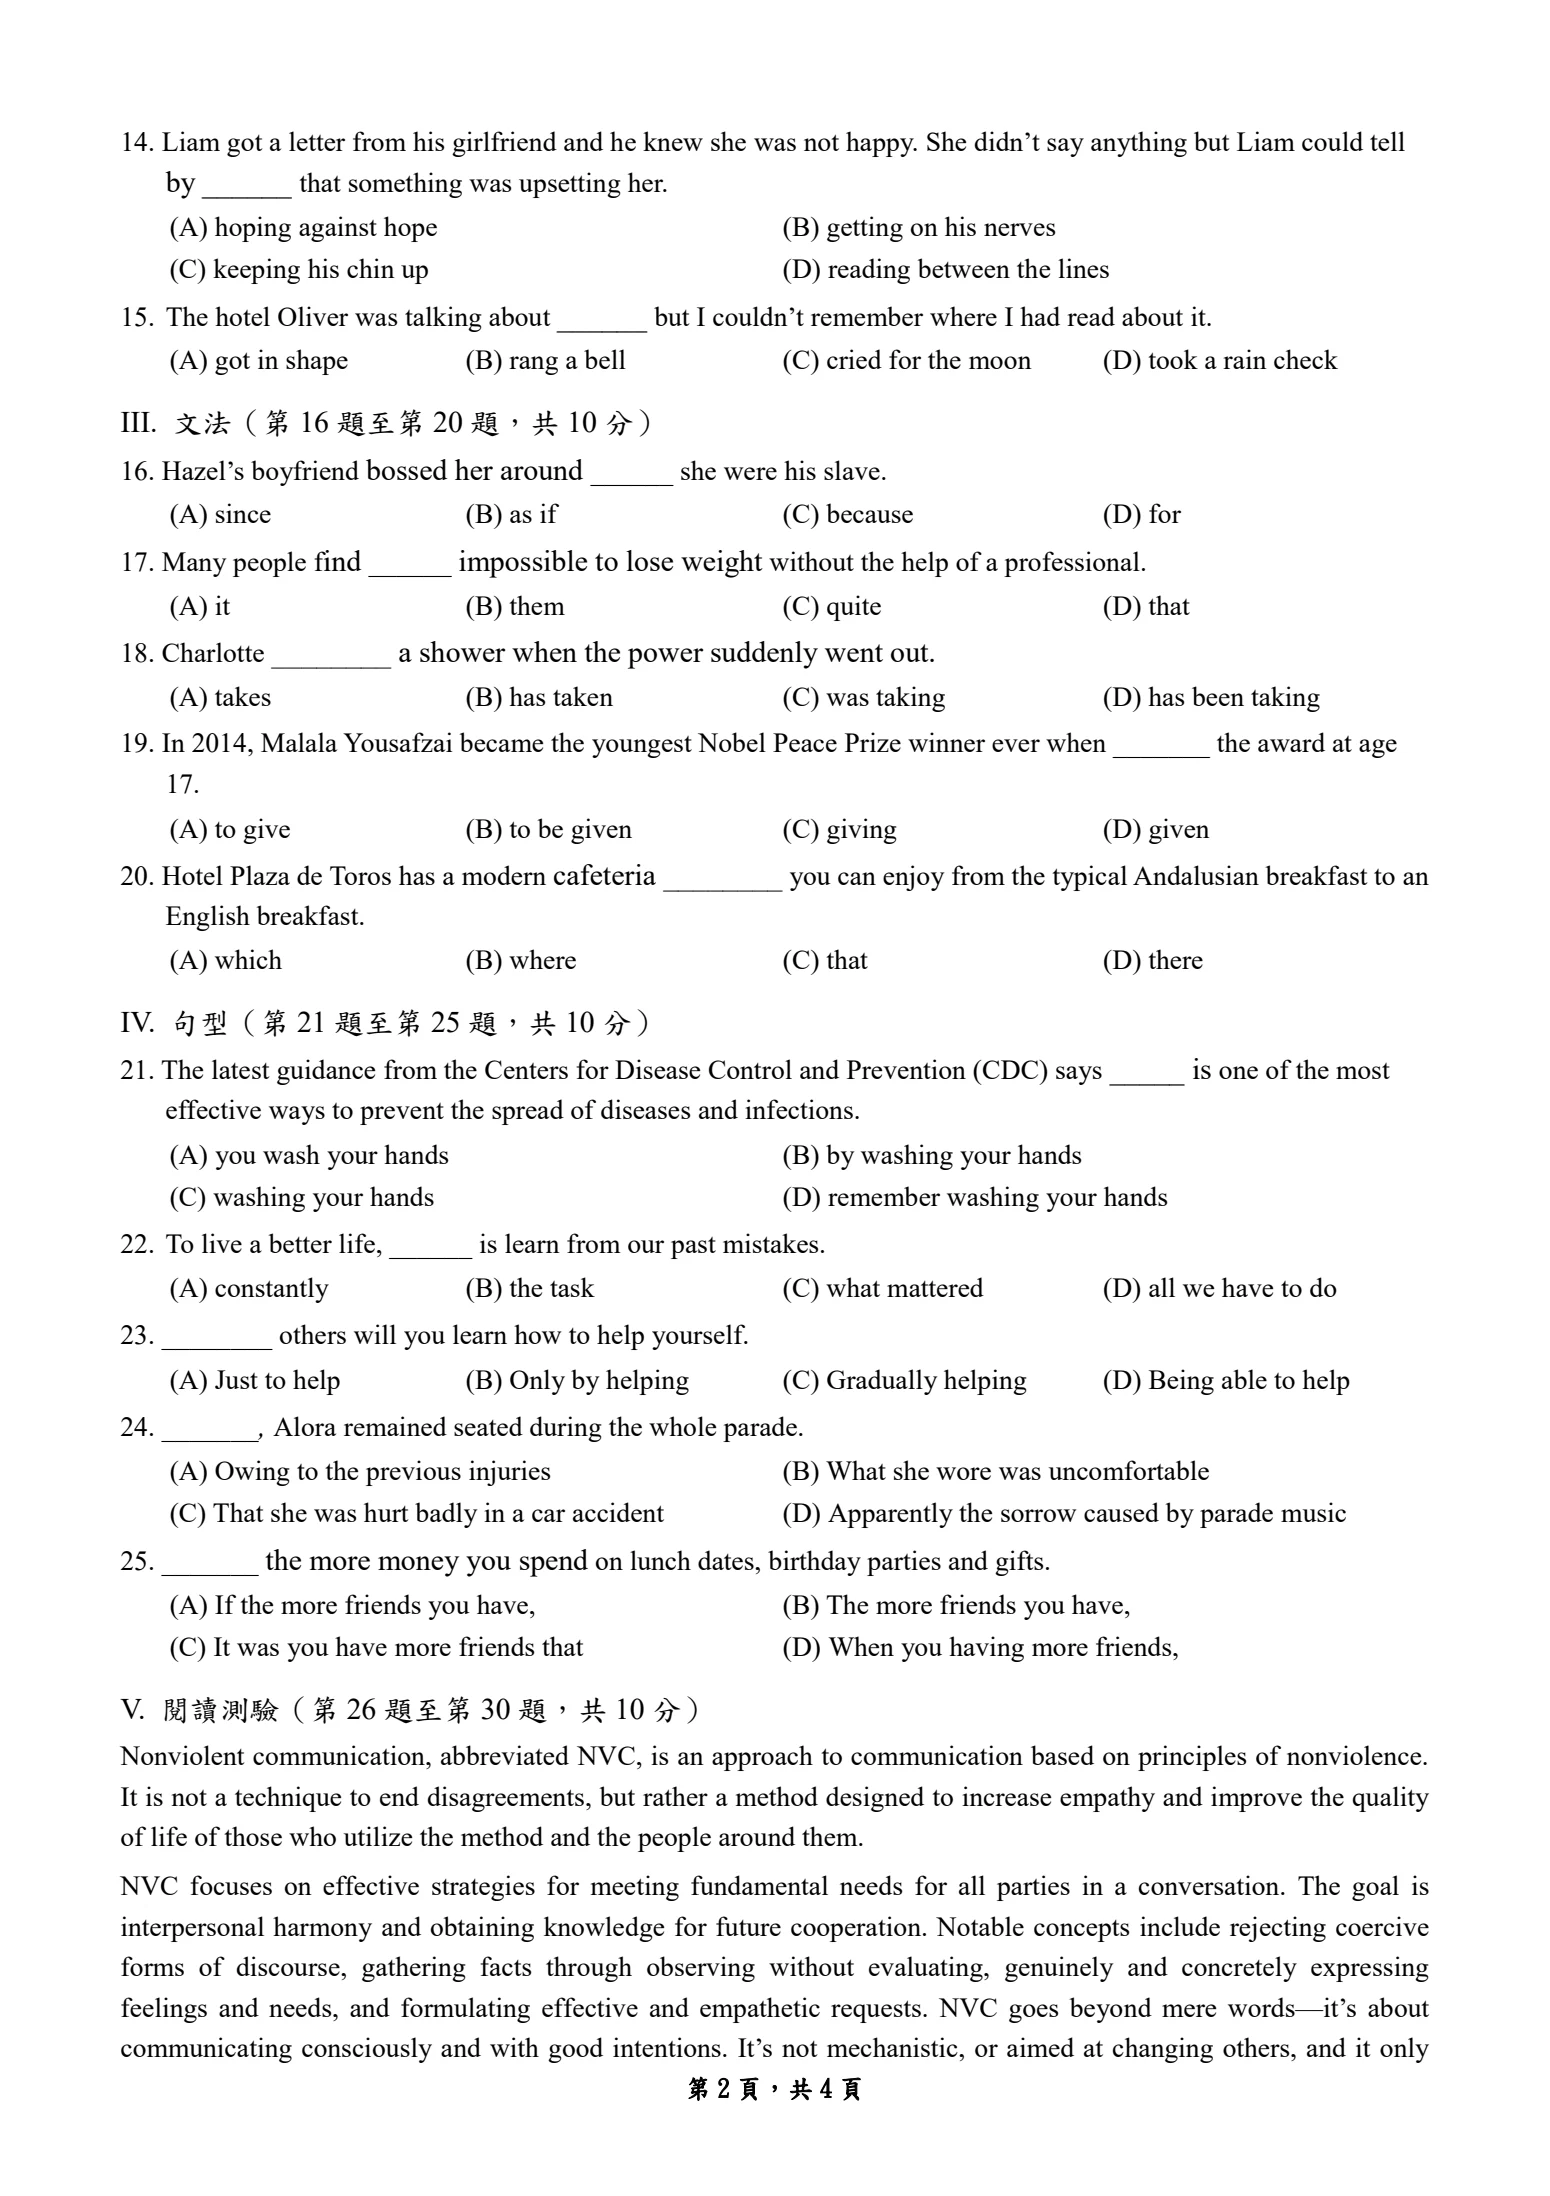 14. Liam got a letter from his girlfriend and he knew she was not happy. She didn’t say anything but Liam could tell
by ______ that something was upsetting her.
(A) hoping against hope (B) getting on his nerves
(C) keeping his chin up (D) reading between the lines
15. The hotel Oliver was talking about ______ but I couldn’t remember where I had read about it.
(A) got in shape (B) rang a bell (C) cried for the moon (D) took a rain check
III. 文法（第 16 題至第 20 題，共 10 分）
16. Hazel’s boyfriend bossed her around ______ she were his slave.
(A) since (B) as if (C) because (D) for
17. Many people find ______ impossible to lose weight without the help of a professional.
(A) it (B) them (C) quite (D) that
18. Charlotte ________ a shower when the power suddenly went out.
(A) takes (B) has taken (C) was taking (D) has been taking
19. In 2014, Malala Yousafzai became the youngest Nobel Peace Prize winner ever when _______ the award at age
17.
(A) to give (B) to be given (C) giving (D) given
20. Hotel Plaza de Toros has a modern cafeteria ________ you can enjoy from the typical Andalusian breakfast to an
English breakfast.
(A) which (B) where (C) that (D) there
IV. 句型（第 21 題至第 25 題，共 10 分）
21. The latest guidance from the Centers for Disease Control and Prevention (CDC) says _____ is one of the most
effective ways to prevent the spread of diseases and infections.
(A) you wash your hands (B) by washing your hands
(C) washing your hands (D) remember washing your hands
22. To live a better life, ______ is learn from our past mistakes.
(A) constantly (B) the task (C) what mattered (D) all we have to do
23. ________ others will you learn how to help yourself.
(A) Just to help (B) Only by helping (C) Gradually helping (D) Being able to help
24. _______, Alora remained seated during the whole parade.
(A) Owing to the previous injuries (B) What she wore was uncomfortable
(C) That she was hurt badly in a car accident (D) Apparently the sorrow caused by parade music
25. _______ the more money you spend on lunch dates, birthday parties and gifts.
(A) If the more friends you have, (B) The more friends you have,
(C) It was you have more friends that (D) When you having more friends,
V. 閱讀測驗（第 26 題至第 30 題，共 10 分）
Nonviolent communication, abbreviated NVC, is an approach to communication based on principles of nonviolence.
It is not a technique to end disagreements, but rather a method designed to increase empathy and improve the quality
of life of those who utilize the method and the people around them.
NVC focuses on effective strategies for meeting fundamental needs for all parties in a conversation. The goal is
interpersonal harmony and obtaining knowledge for future cooperation. Notable concepts include rejecting coercive
forms of discourse, gathering facts through observing without evaluating, genuinely and concretely expressing
feelings and needs, and formulating effective and empathetic requests. NVC goes beyond mere words—it’s about
communicating consciously and with good intentions. It’s not mechanistic, or aimed at changing others, and it only
第 2 頁，共 4 頁